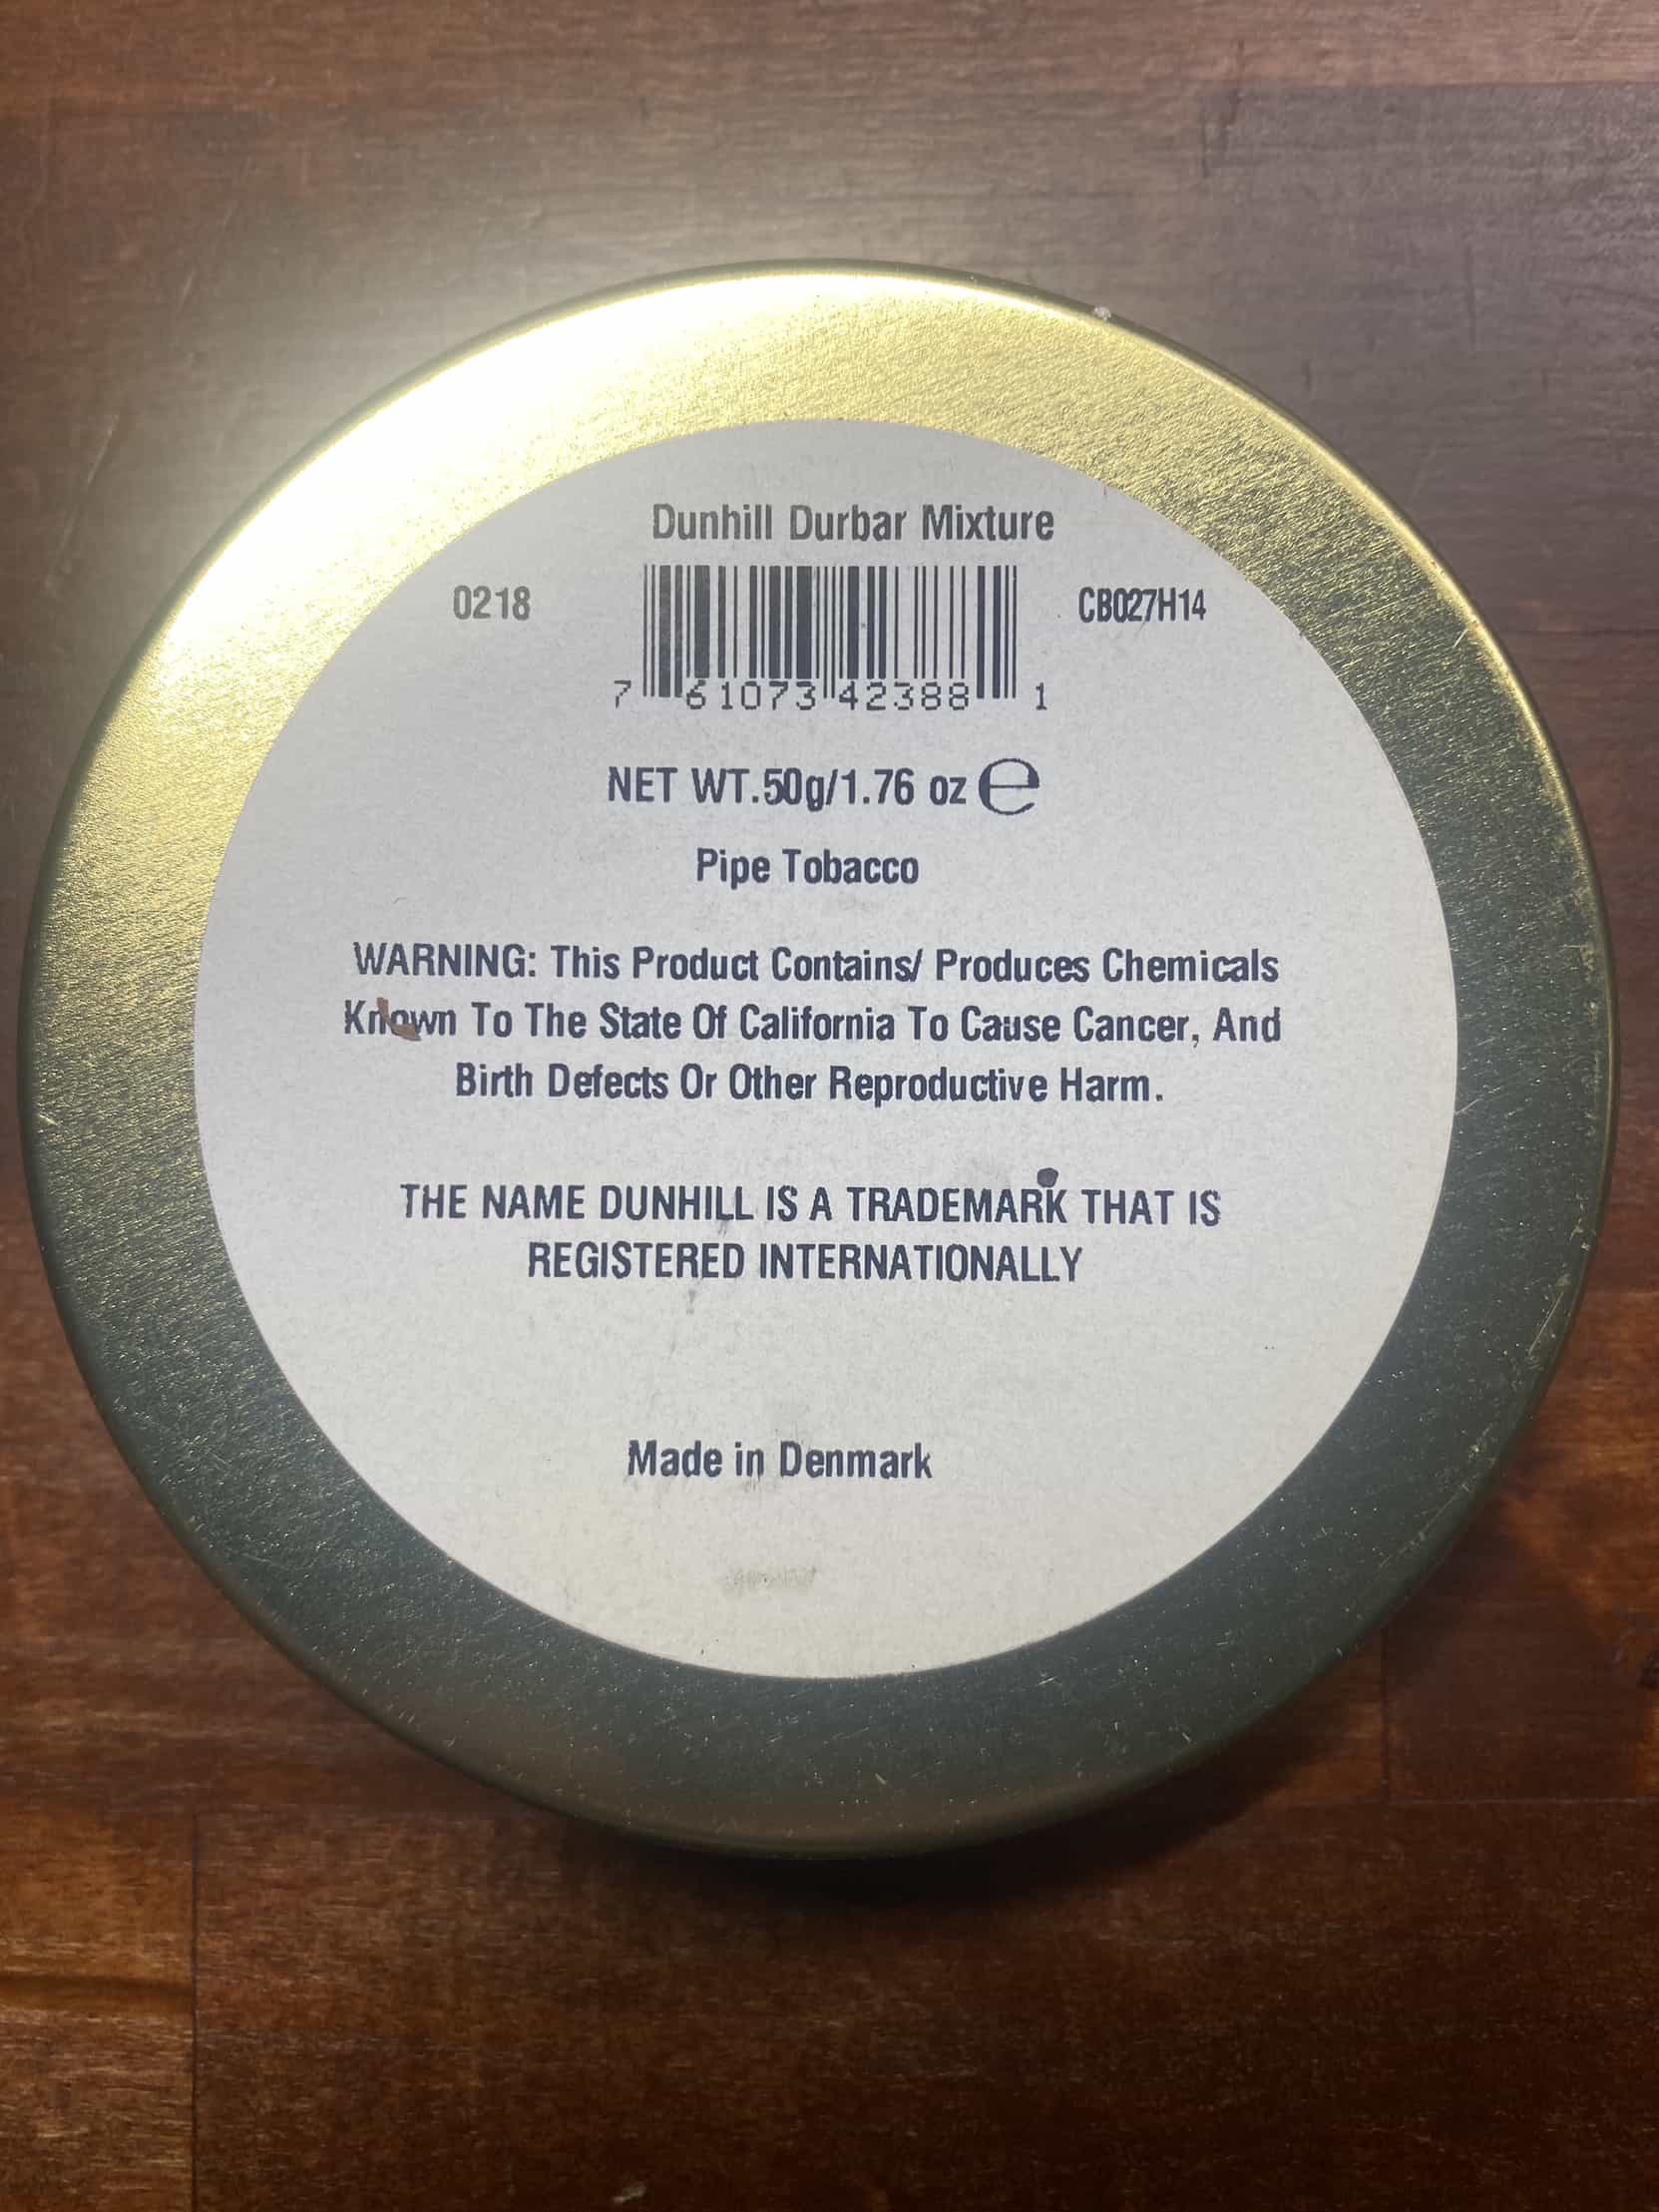 Dunhill Durbar Mixture
0218
CB027H14
7 61073 42388 1
NET WT.50g/1.76 oz e
Pipe Tobacco
WARNING: This Product Contains/ Produces Chemicals
Known To The State Of California To Cause Cancer, And
Birth Defects Or Other Reproductive Harm.
THE NAME DUNHILL IS A TRADEMARK THAT IS
REGISTERED INTERNATIONALLY
Made in Denmark